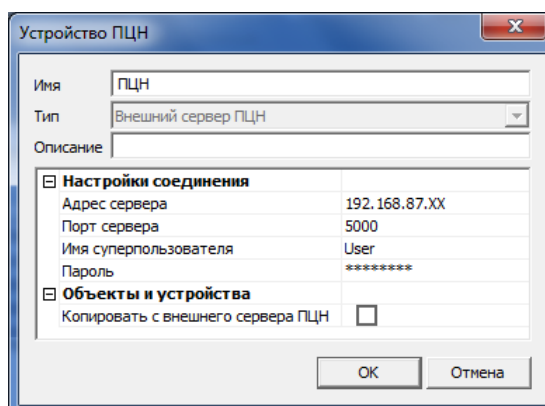 Устройство ПЦН
Имя ПЦН
Тип Внешний сервер ПЦН
Описание
Настройки соединения
Адрес сервера 192.168.87.XX
Порт сервера 5000
Имя суперпользователя User
Пароль ********
Объекты и устройства
Копировать с внешнего сервера ПЦН
OK Отмена